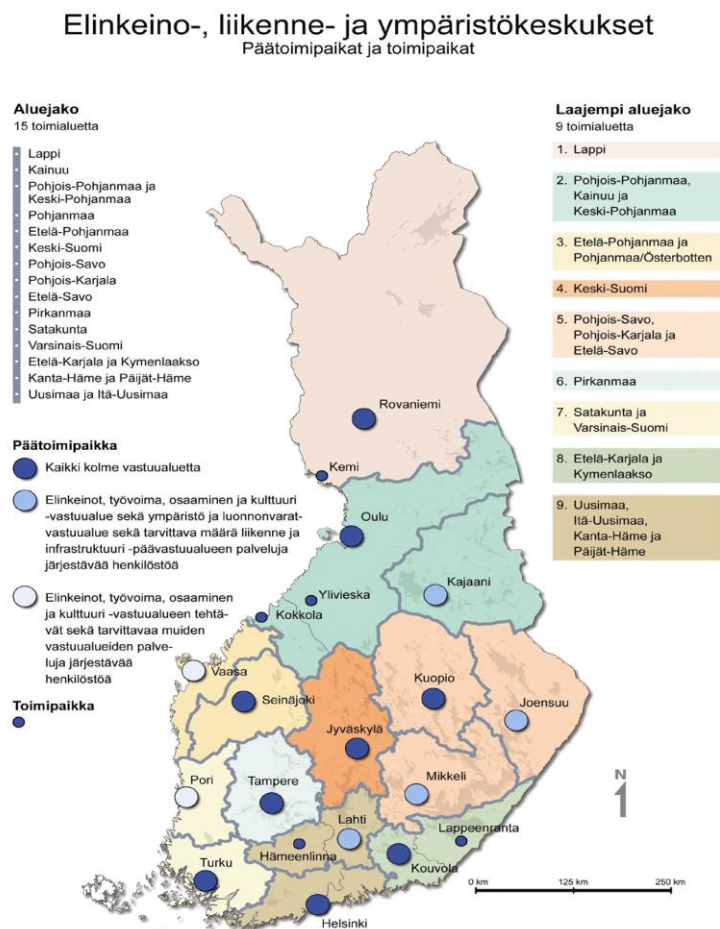 Elinkeino-, liikenne- ja ympäristökeskukset
Päätoimipaikat ja toimipaikat
Aluejako
15 toimialuetta
Lappi
Kainuu
Pohjois-Pohjanmaa ja
Keski-Pohjanmaa
Pohjanmaa
Etelä-Pohjanmaa
Keski-Suomi
Pohjois-Savo
Pohjois-Karjala
Etelä-Savo
Pirkanmaa
Satakunta
Varsinais-Suomi
Etelä-Karjala ja Kymenlaakso
Kanta-Häme ja Päijät-Häme
Uusimaa ja Itä-Uusimaa
Päätoimipaikka
Kaikki kolme vastuualuetta
Elinkeinot, työvoima, osaaminen ja kulttuuri
-vastuualue sekä ympäristö ja luonnonvarat-
vastuualue sekä tarvittava määrä liikenne ja
infrastruktuuri -päävastuualueen palveluja
järjestävää henkilöstöä
Elinkeinot, työvoima, osaaminen
ja kulttuuri -vastuualueen tehtä-
vät sekä tarvittavaa muiden
vastuualueiden palve-
luja järjestävää
henkilöstöä
Toimipaikka
Laajempi aluejako
9 toimialuetta
1. Lappi
2. Pohjois-Pohjanmaa,
Kainuu ja
Keski-Pohjanmaa
3. Etelä-Pohjanmaa ja
Pohjanmaa/Österbotten
4. Keski-Suomi
5. Pohjois-Savo,
Pohjois-Karjala ja
Etelä-Savo
6. Pirkanmaa
7. Satakunta ja
Varsinais-Suomi
8. Etelä-Karjala ja
Kymenlaakso
9. Uusimaa,
Itä-Uusimaa,
Kanta-Häme ja
Päijät-Häme
Rovaniemi
Kemi
Oulu
Kajaani
Ylivieska
Kokkola
Vaasa
Seinäjoki
Kuopio
Joensuu
Jyväskylä
Pori
Tampere
Mikkeli
Lahti
Lappeenranta
Hämeenlinna
Turku
Kouvola
Helsinki
N
0 km
125 km
250 km